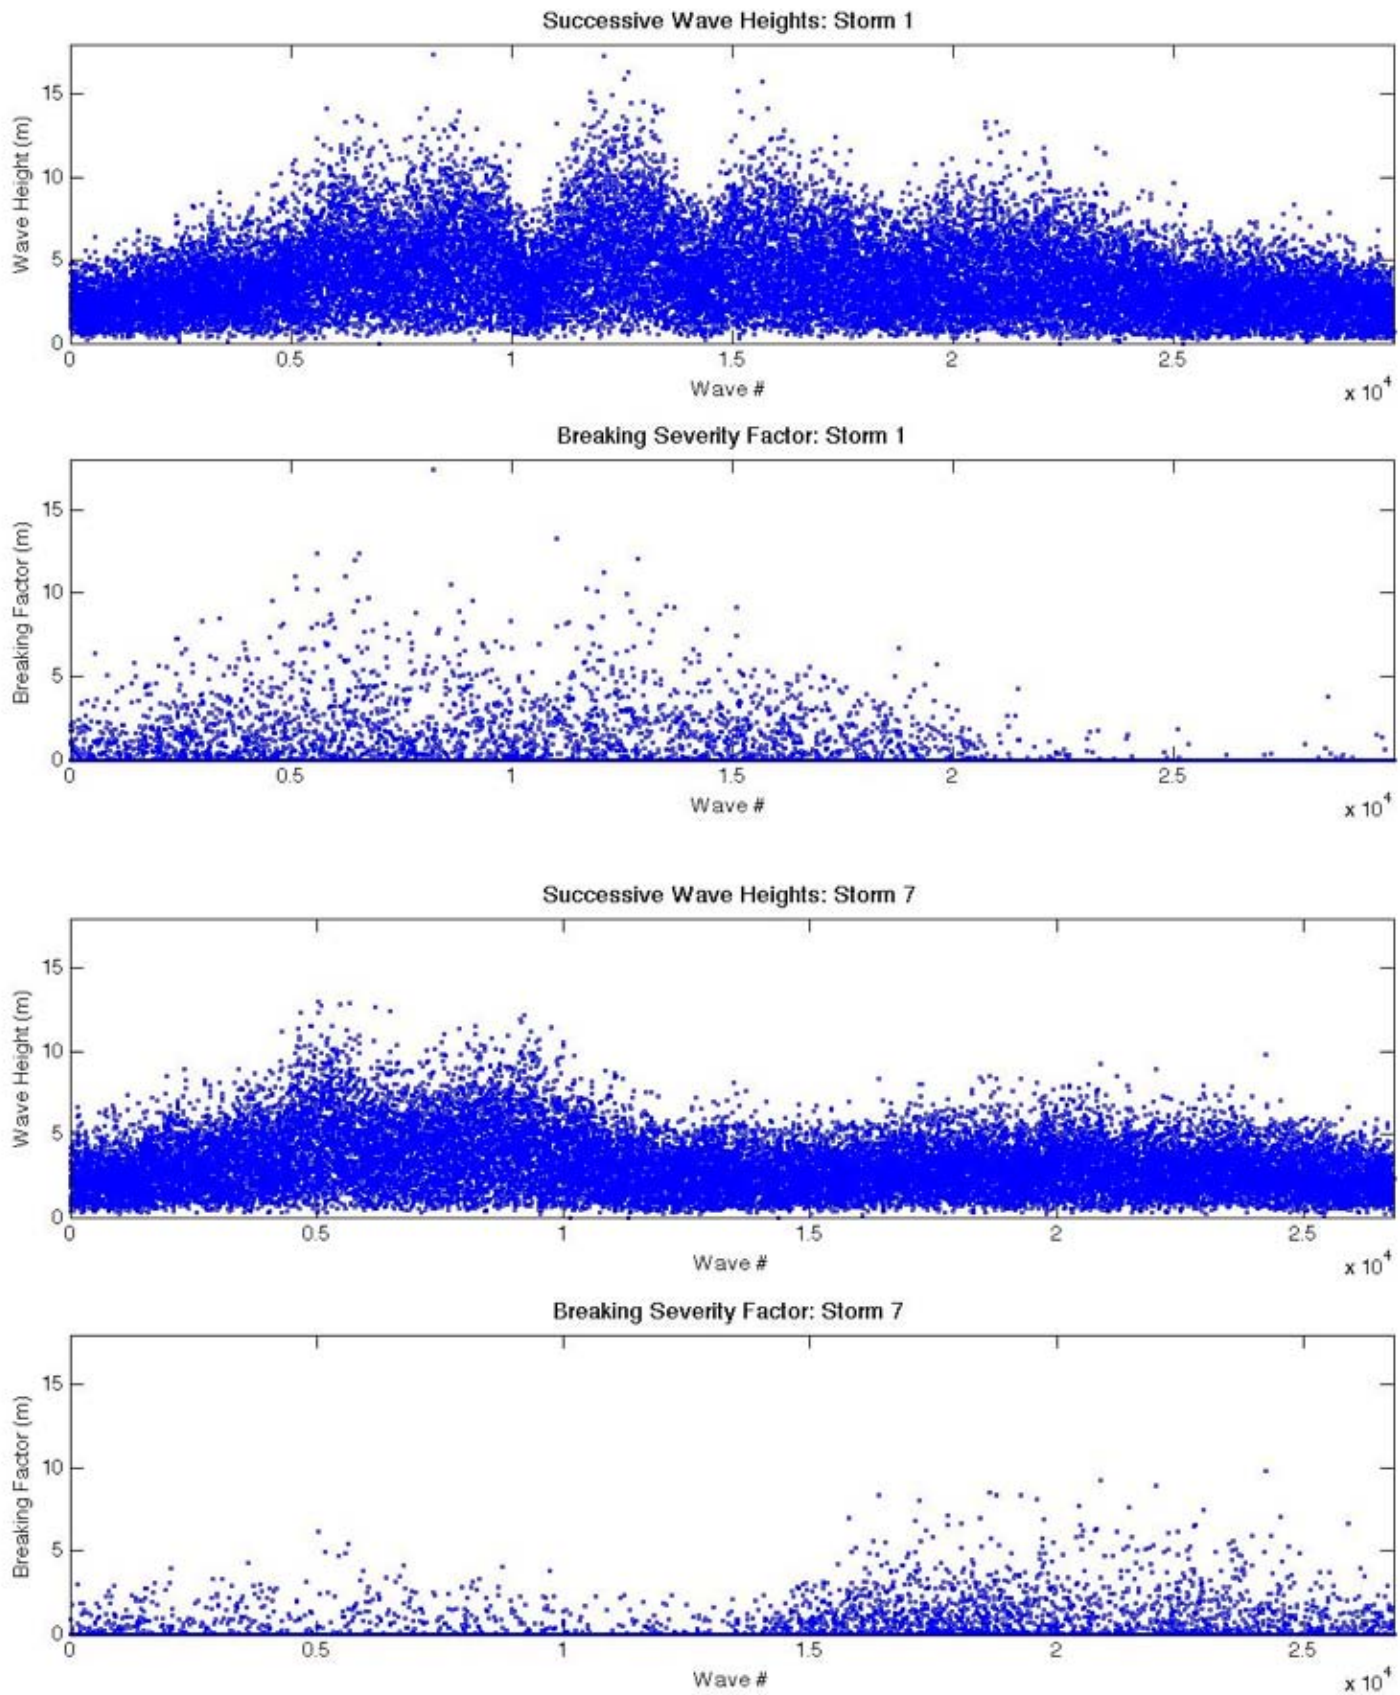 Successive Wave Heights: Storm 1
15
10
5
0
Wave Height (m)
0 0.5 1 1.5 2 2.5
Wave #
x 10^4
Breaking Severity Factor: Storm 1
15
10
5
0
Breaking Factor (m)
0 0.5 1 1.5 2 2.5
Wave #
x 10^4
Successive Wave Heights: Storm 7
15
10
5
0
Wave Height (m)
0 0.5 1 1.5 2 2.5
Wave #
x 10^4
Breaking Severity Factor: Storm 7
15
10
5
0
Breaking Factor (m)
0 0.5 1 1.5 2 2.5
Wave #
x 10^4